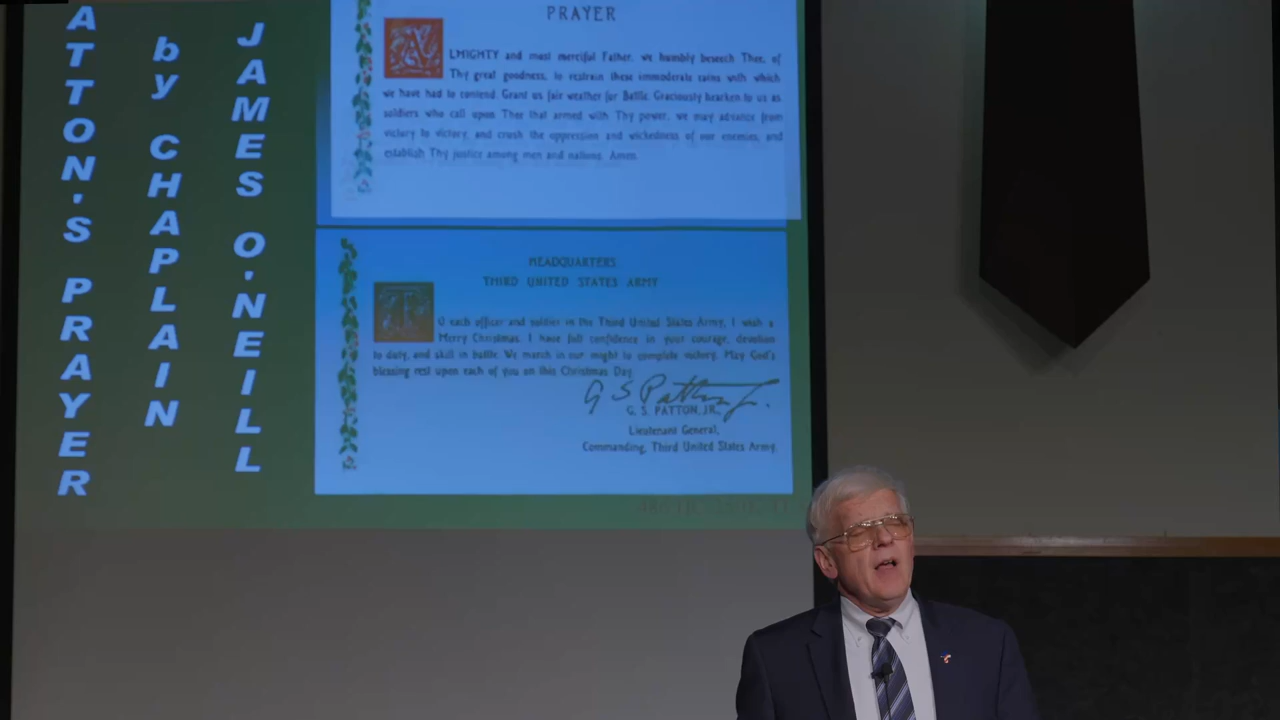 ATTON'S PRAYER
by CHAPLAIN
JAMES O'NEILL
PRAYER
ALMIGHTY and most merciful Father, we humbly beseech Thee, of
Thy great goodness, to restrain these immoderate rains with which
we have had to contend. Grant us fair weather for Battle. Graciously hearken to us as
soldiers who call upon Thee that armed with Thy power, we may advance from
victory to victory, and crush the oppression and wickedness of our enemies, and
establish Thy justice among men and nations. Amen.
HEADQUARTERS
THIRD UNITED STATES ARMY
TO each officer and soldier in the Third United States Army, I wish a
Merry Christmas. I have full confidence in your courage, devotion
to duty, and skill in battle. We march in our might to complete victory. May God's
blessing rest upon each of you on this Christmas Day.
G S Patton Jr.
G. S. PATTON, JR,
Lieutenant General,
Commanding, Third United States Army.